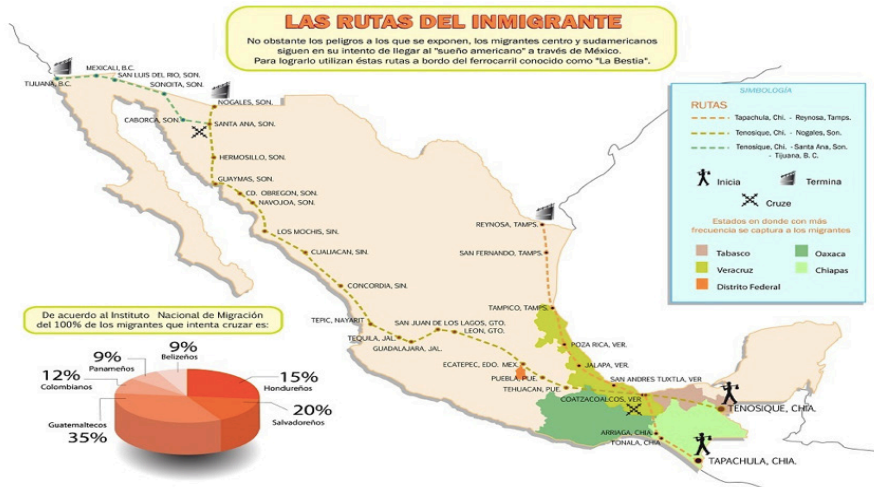 LAS RUTAS DEL INMIGRANTE
No obstante los peligros a los que se exponen, los migrantes centro y sudamericanos
siguen en su intento de llegar al "sueño americano" a través de México.
Para lograrlo utilizan éstas rutas a bordo del ferrocarril conocido como "La Bestia".
MEXICALI, B.C.
TIJUANA, B.C.
SAN LUIS DEL RIO, SON.
SONOITA, SON.
NOGALES, SON.
CABORCA, SON.
SANTA ANA, SON.
HERMOSILLO, SON.
GUAYMAS, SON.
CD. OBREGON, SON.
NAVOJOA, SON.
LOS MOCHIS, SIN.
CUALIACAN, SIN.
CONCORDIA, SIN.
TEPIC, NAYARIT
TEQUILA, JAL.
GUADALAJARA, JAL.
SAN JUAN DE LOS LAGOS, GTO.
LEON, GTO.
REYNOSA, TAMPS.
SAN FERNANDO, TAMPS.
TAMPICO, TAMPS.
POZA RICA, VER.
JALAPA, VER.
ECATEPEC, EDO. MEX.
PUEBLA, PUE.
TEHUACAN, PUE.
SAN ANDRES TUXTLA, VER
COATZACOALCOS, VER
ARRIAGA, CHIA.
TONALA, CHIA
TENOSIQUE, CHIA.
TAPACHULA, CHIA.
SIMBOLOGÍA
RUTAS
Tapachula, Chi. - Reynosa, Tamps.
Tenosique, Chi. - Nogales, Son.
Tenosique, Chi. - Santa Ana, Son.
- Tijuana, B. C.
Inicia
Termina
Cruze
Estados en donde con más
frecuencia se captura a los migrantes
Tabasco
Oaxaca
Veracruz
Chiapas
Distrito Federal
De acuerdo al Instituto Nacional de Migración
del 100% de los migrantes que intenta cruzar es:
9%
Belizeños
9%
Panameños
12%
Colombianos
15%
Hondureños
20%
Salvadoreños
Guatemaltecos
35%